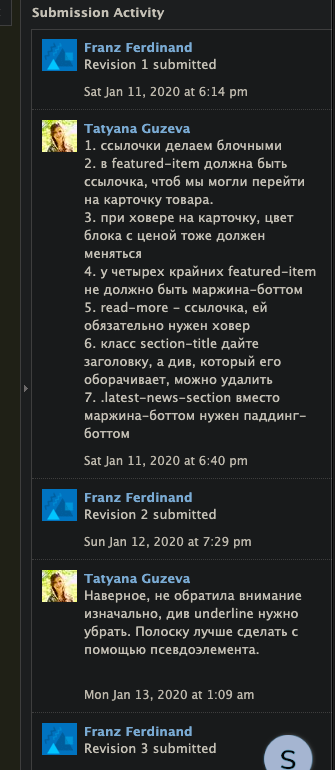 Submission Activity
Franz Ferdinand
Revision 1 submitted
Sat Jan 11, 2020 at 6:14 pm
Tatyana Guzeva
1. ссылочки делаем блочными
2. в featured-item должна быть
ссылочка, чтоб мы могли перейти
на карточку товара.
3. при ховере на карточку, цвет
блока с ценой тоже должен
меняться
4. у четырех крайних featured-item
не должно быть маржина-боттом
5. read-more - ссылочка, ей
обязательно нужен ховер
6. класс section-title дайте
заголовку, а див, который его
оборачивает, можно удалить
7. .latest-news-section вместо
маржина-боттом нужен паддинг-
боттом
Sat Jan 11, 2020 at 6:40 pm
Franz Ferdinand
Revision 2 submitted
Sun Jan 12, 2020 at 7:29 pm
Tatyana Guzeva
Наверное, не обратила внимание
изначально, див underline нужно
убрать. Полоску лучше сделать с
помощью псевдоэлемента.
Mon Jan 13, 2020 at 1:09 am
Franz Ferdinand
Revision 3 submitted
S